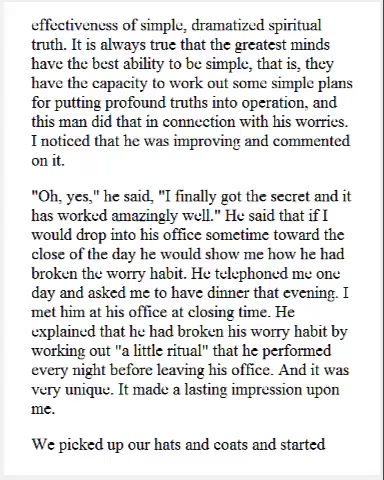 effectiveness of simple, dramatized spiritual
truth. It is always true that the greatest minds
have the best ability to be simple, that is, they
have the capacity to work out some simple plans
for putting profound truths into operation, and
this man did that in connection with his worries.
I noticed that he was improving and commented
on it.
"Oh, yes," he said, "I finally got the secret and it
has worked amazingly well." He said that if I
would drop into his office sometime toward the
close of the day he would show me how he had
broken the worry habit. He telephoned me one
day and asked me to have dinner that evening. I
met him at his office at closing time. He
explained that he had broken his worry habit by
working out "a little ritual" that he performed
every night before leaving his office. And it was
very unique. It made a lasting impression upon
me.
We picked up our hats and coats and started